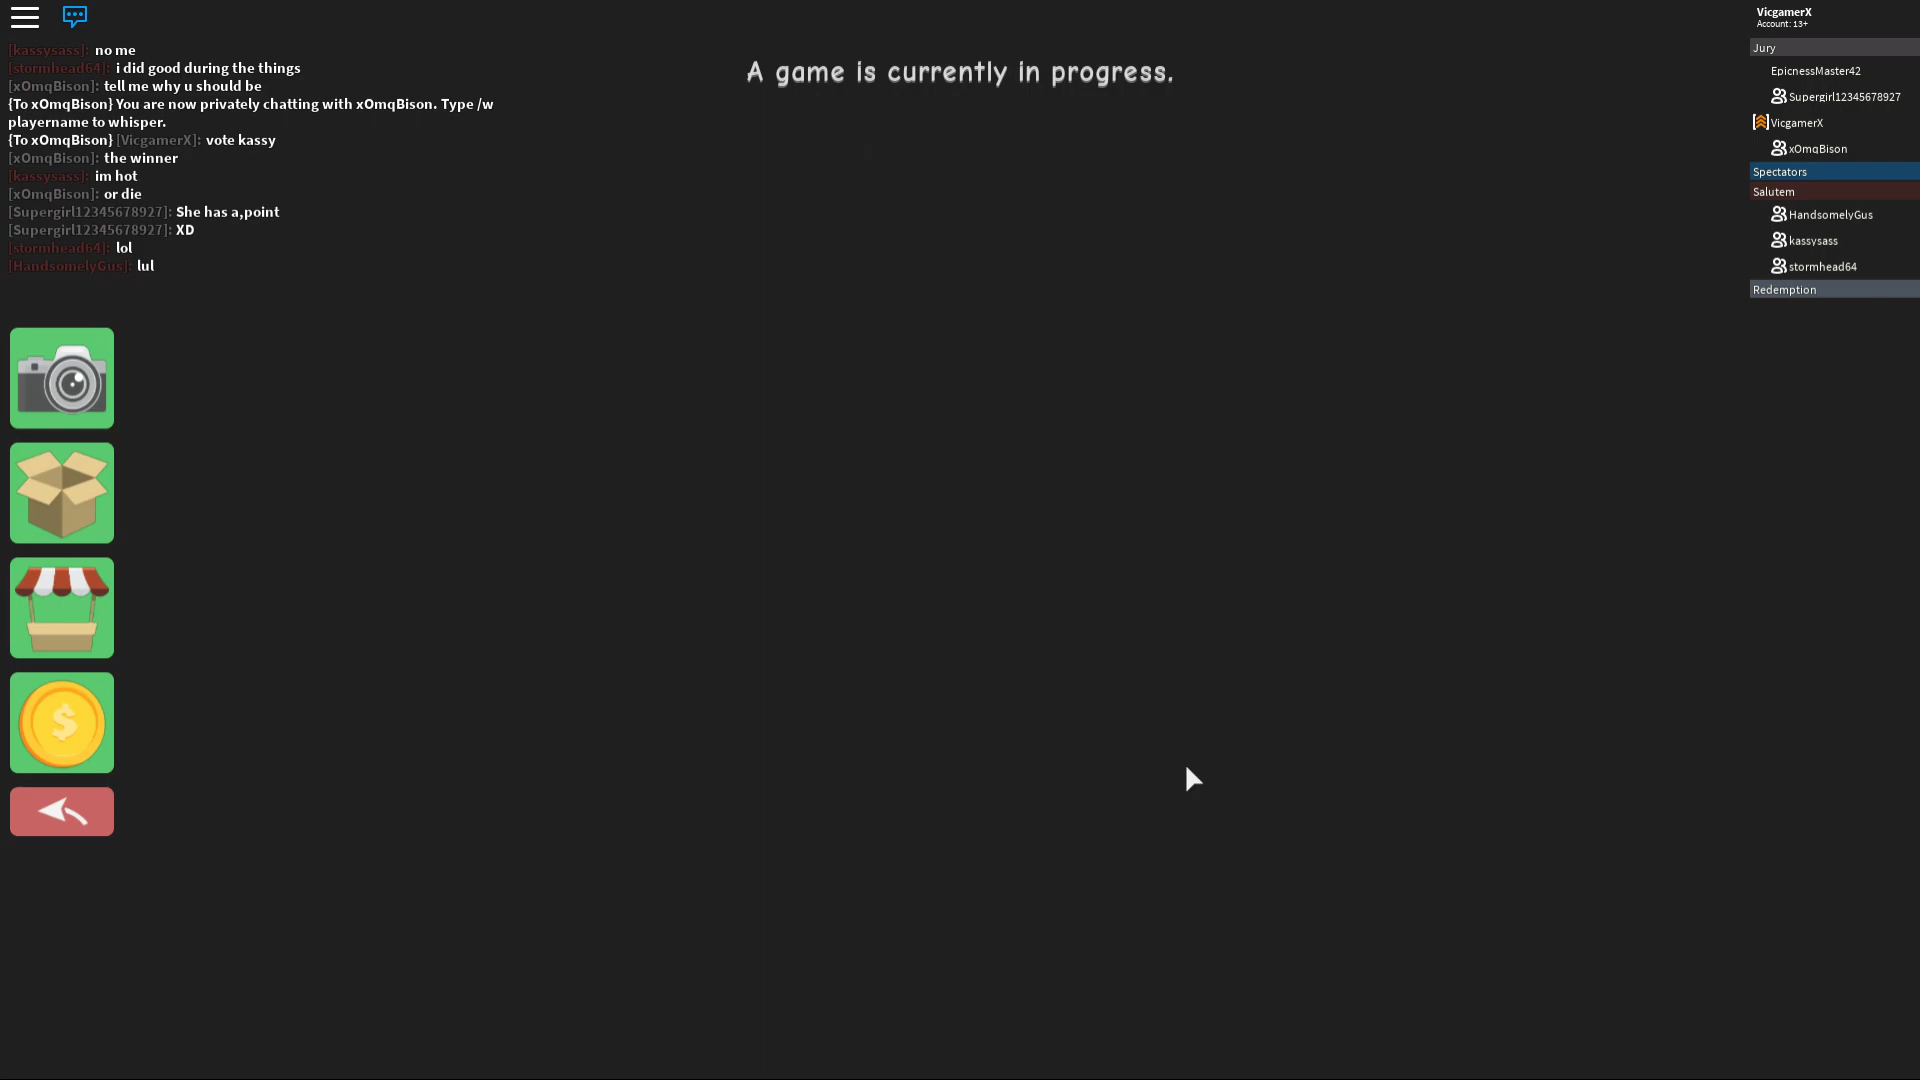 [kassysass]: no me
[stormhead64]: i did good during the things
[xOmqBison]: tell me why u should be
{To xOmqBison} You are now privately chatting with xOmqBison. Type /w
playername to whisper.
{To xOmqBison} [VicgamerX]: vote kassy
[xOmqBison]: the winner
[kassysass]: im hot
[xOmqBison]: or die
[Supergirl12345678927]: She has a,point
[Supergirl12345678927]: XD
[stormhead64]: lol
[HandsomelyGus]: lul
A game is currently in progress.
VicgamerX
Account: 13+
Jury
EpicnessMaster42
Supergirl12345678927
VicgamerX
xOmqBison
Spectators
Salutem
HandsomelyGus
kassysass
stormhead64
Redemption
$